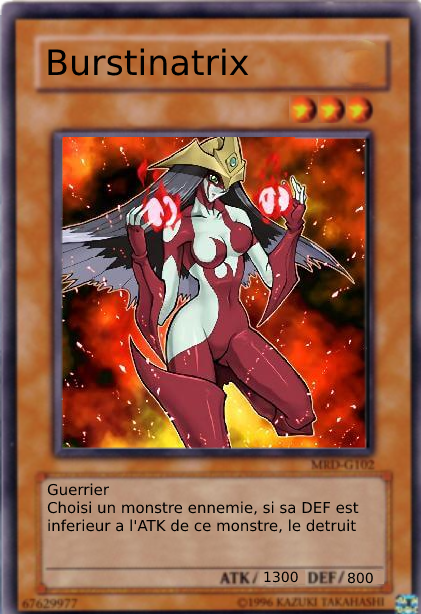 Burstinatrix
MRD-G102
Guerrier
Choisi un monstre ennemie, si sa DEF est
inferieur a l'ATK de ce monstre, le detruit
ATK/ 1300 DEF/ 800
67629977 ©1996 KAZUKI TAKAHASHI